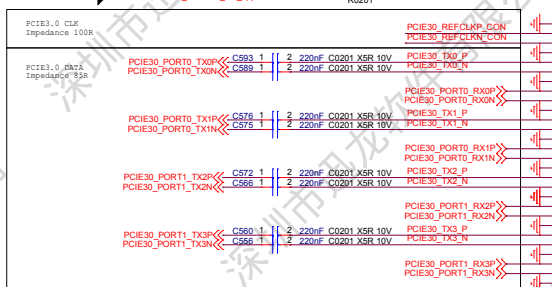 R0201
PCIE3.0 CLK
Impedance 100R
PCIE30_REFCLKP_CON
PCIE30_REFCLKN_CON
PCIE3.0 DATA
Impedance 85R
PCIE30_PORT0_TX0P C593 1 2 220nF C0201 X5R 10V PCIE30_TX0_P
PCIE30_PORT0_TX0N C589 1 2 220nF C0201 X5R 10V PCIE30_TX0_N
PCIE30_PORT0_RX0P
PCIE30_PORT0_RX0N
PCIE30_PORT0_TX1P C576 1 2 220nF C0201 X5R 10V PCIE30_TX1_P
PCIE30_PORT0_TX1N C575 1 2 220nF C0201 X5R 10V PCIE30_TX1_N
PCIE30_PORT0_RX1P
PCIE30_PORT0_RX1N
PCIE30_PORT1_TX2P C572 1 2 220nF C0201 X5R 10V PCIE30_TX2_P
PCIE30_PORT1_TX2N C566 1 2 220nF C0201 X5R 10V PCIE30_TX2_N
PCIE30_PORT1_RX2P
PCIE30_PORT1_RX2N
PCIE30_PORT1_TX3P C560 1 2 220nF C0201 X5R 10V PCIE30_TX3_P
PCIE30_PORT1_TX3N C556 1 2 220nF C0201 X5R 10V PCIE30_TX3_N
PCIE30_PORT1_RX3P
PCIE30_PORT1_RX3N
深圳市迅龙软件有
深圳市